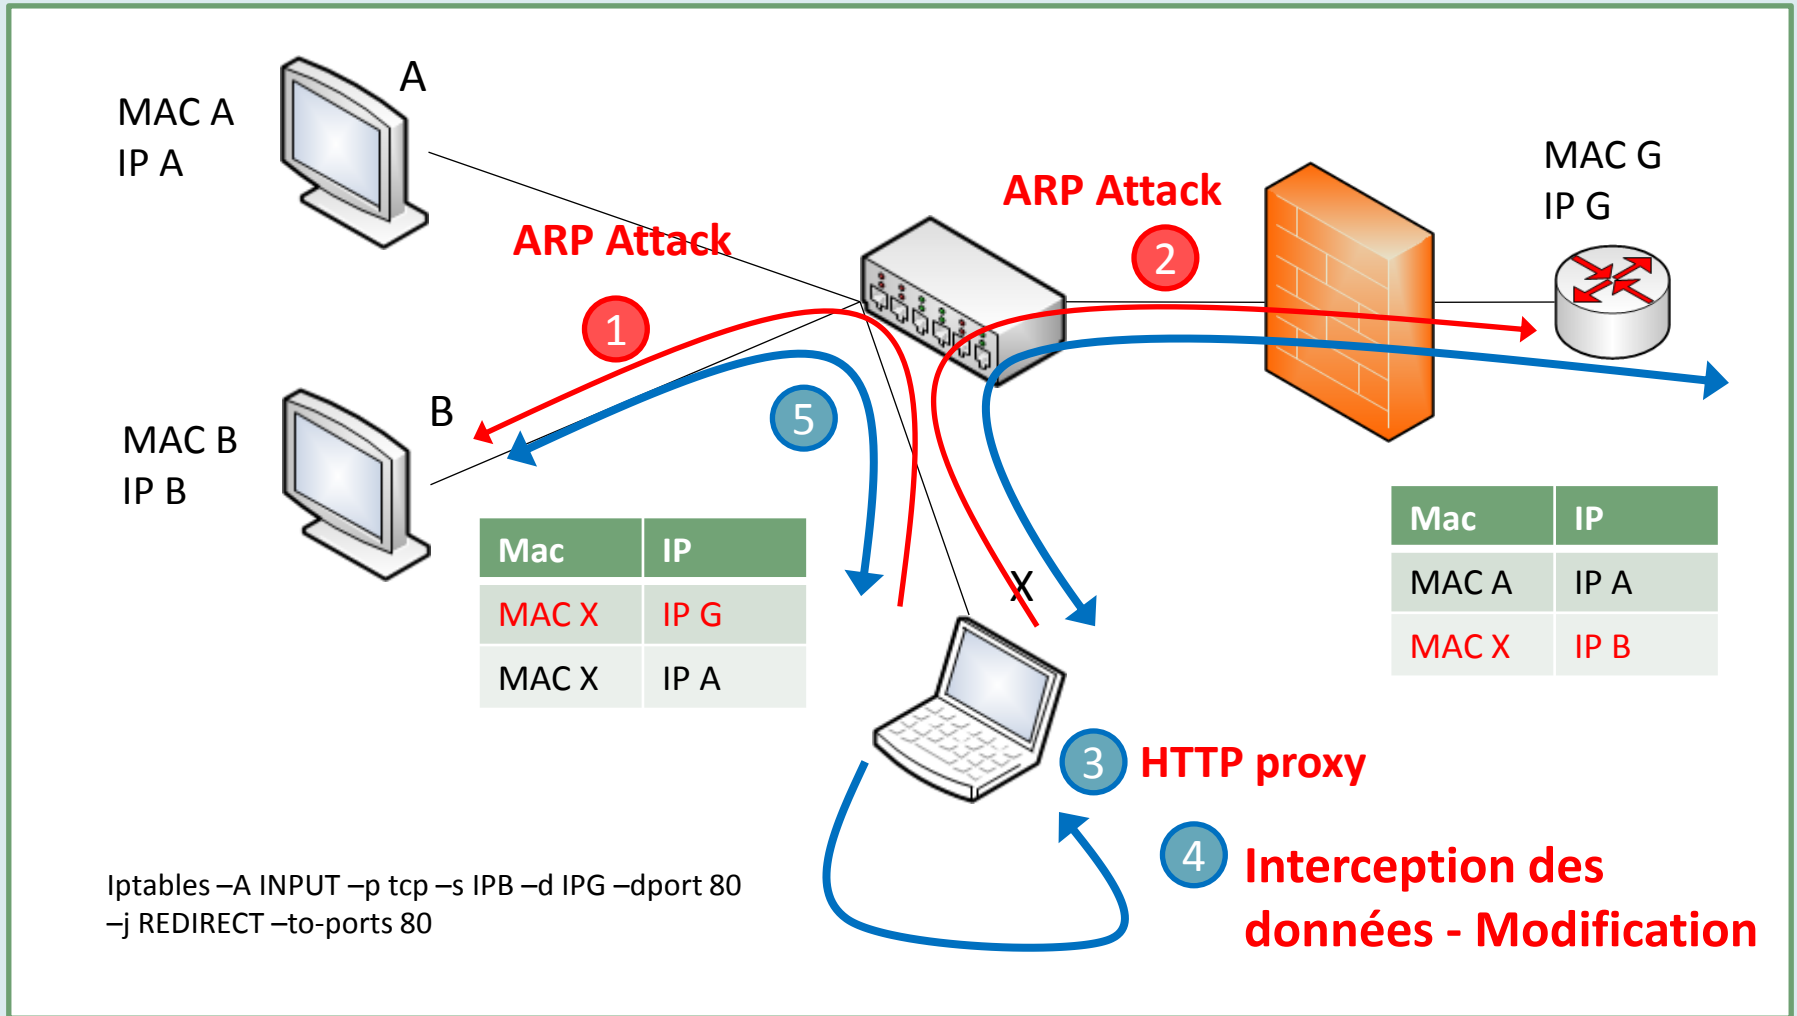 A
MAC A
IP A
ARP Attack
1
ARP Attack
2
MAC G
IP G
B
MAC B
IP B
5
Mac IP
MAC X IP G
MAC X IP A
X
Mac IP
MAC A IP A
MAC X IP B
3 HTTP proxy
4 Interception des
données - Modification
Iptables –A INPUT –p tcp –s IPB –d IPG –dport 80
–j REDIRECT –to-ports 80